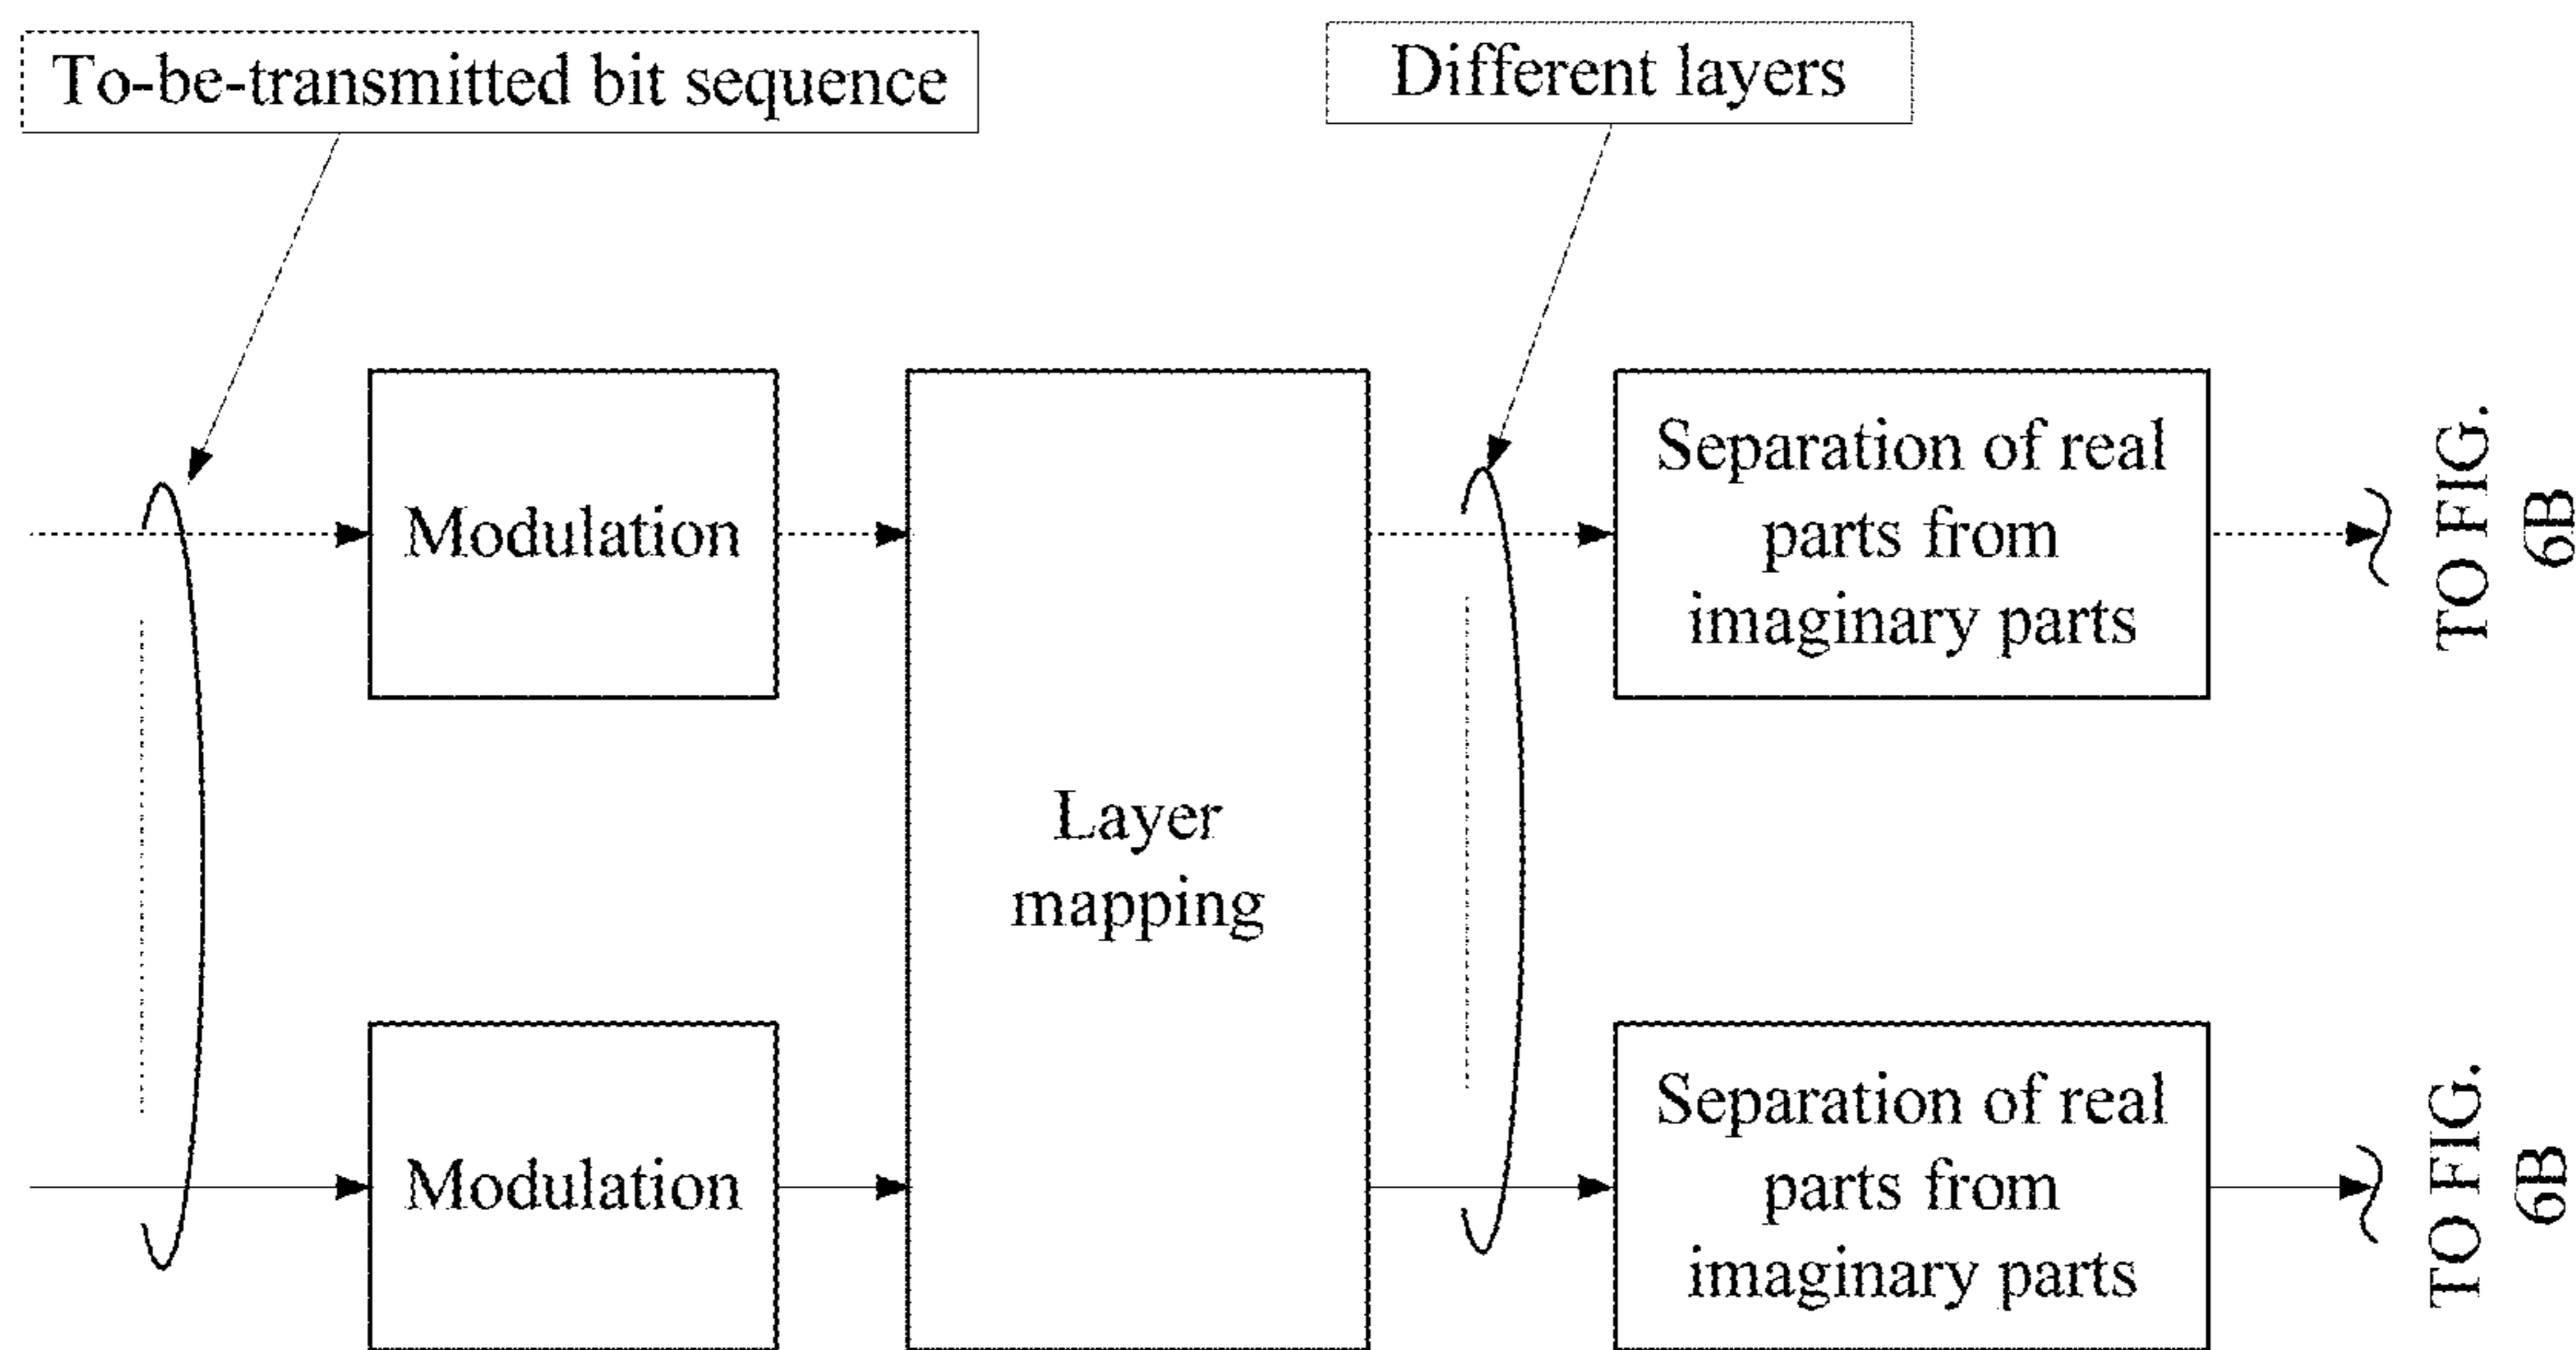 To-be-transmitted bit sequence
Different layers
Modulation
Layer
mapping
Separation of real
parts from
imaginary parts
TO FIG.
6B
Modulation
Separation of real
parts from
imaginary parts
TO FIG.
6B